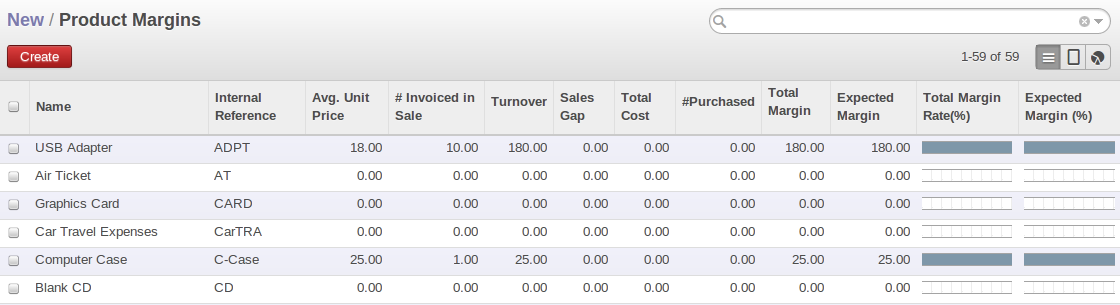 New / Product Margins
Create
1-59 of 59
Name Internal Reference Avg. Unit Price # Invoiced in Sale Turnover Sales Gap Total Cost #Purchased Total Margin Expected Margin Total Margin Rate(%) Expected Margin (%)
USB Adapter ADPT 18.00 10.00 180.00 0.00 0.00 0.00 180.00 180.00
Air Ticket AT 0.00 0.00 0.00 0.00 0.00 0.00 0.00 0.00
Graphics Card CARD 0.00 0.00 0.00 0.00 0.00 0.00 0.00 0.00
Car Travel Expenses CarTRA 0.00 0.00 0.00 0.00 0.00 0.00 0.00 0.00
Computer Case C-Case 25.00 1.00 25.00 0.00 0.00 0.00 25.00 25.00
Blank CD CD 0.00 0.00 0.00 0.00 0.00 0.00 0.00 0.00